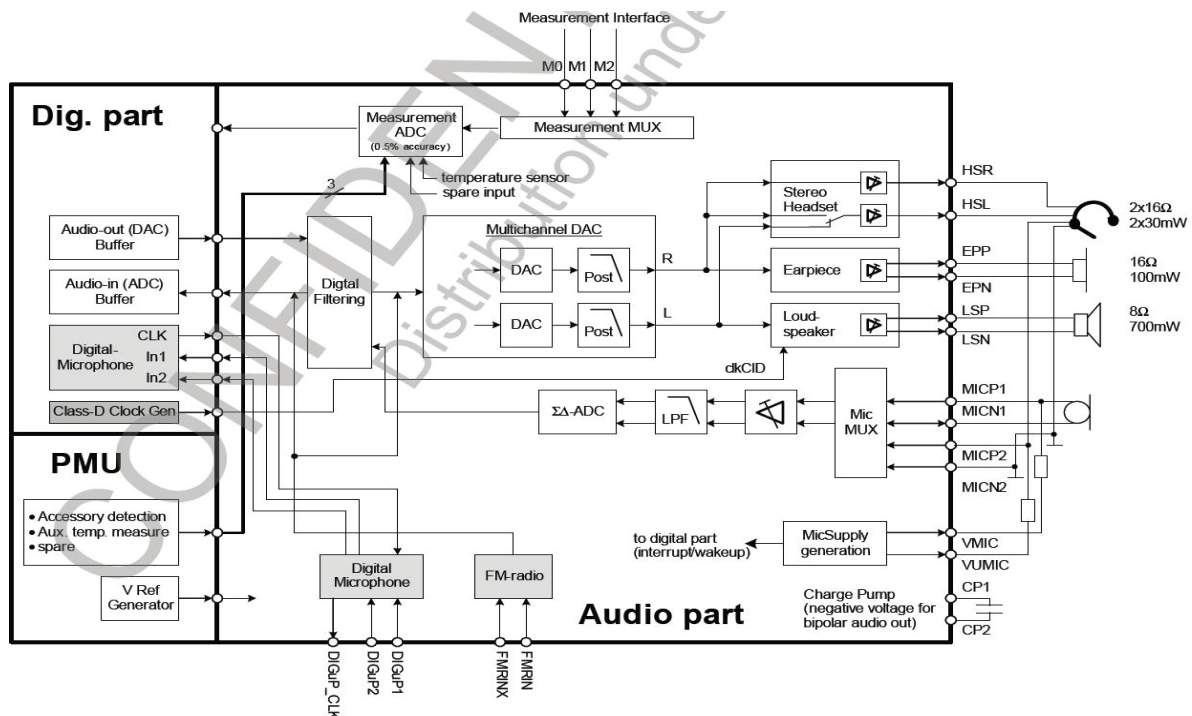 Measurement Interface
M0 M1 M2
Dig. part
Measurement
ADC
(0.5% accuracy)
Measurement MUX
temperature sensor
spare input
3
Audio-out (DAC)
Buffer
Audio-in (ADC)
Buffer
CLK
Digital-
Microphone
In1
In2
Class-D Clock Gen
Digtal
Filtering
Multichannel DAC
DAC
Post
R
DAC
Post
L
Stereo
Headset
Earpiece
Loud-
speaker
clkCID
ΣΔ-ADC
LPF
Mic
MUX
HSR
HSL
2x16Ω
2x30mW
EPP
16Ω
100mW
EPN
LSP
8Ω
700mW
LSN
MICP1
MICN1
MICP2
MICN2
PMU
• Accessory detection
• Aux. temp. measure
• spare
V Ref
Generator
Digital
Microphone
FM-radio
to digital part
(interrupt/wakeup)
MicSupply
generation
VMIC
VUMIC
Audio part
Charge Pump
(negative voltage for
bipolar audio out)
CP1
CP2
DIGuP_CLK
DIGuP2
DIGuP1
FMRINX
FMRIN
CONFIDEN
Distribution unde